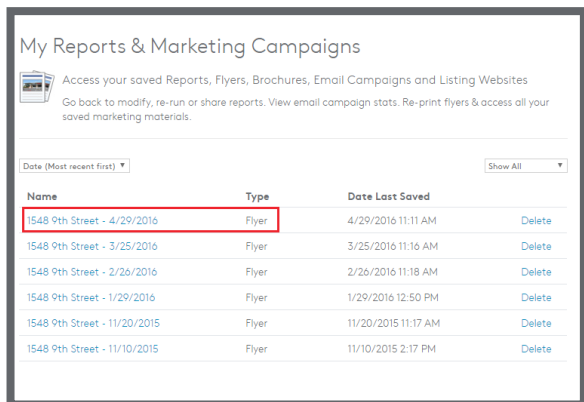 My Reports & Marketing Campaigns
Access your saved Reports, Flyers, Brochures, Email Campaigns and Listing Websites
Go back to modify, re-run or share reports. View email campaign stats. Re-print flyers & access all your
saved marketing materials.
Date (Most recent first) Show All
Name Type Date Last Saved
1548 9th Street - 4/29/2016 Flyer 4/29/2016 11:11 AM Delete
1548 9th Street - 3/25/2016 Flyer 3/25/2016 11:16 AM Delete
1548 9th Street - 2/26/2016 Flyer 2/26/2016 11:18 AM Delete
1548 9th Street - 1/29/2016 Flyer 1/29/2016 12:50 PM Delete
1548 9th Street - 11/20/2015 Flyer 11/20/2015 11:17 AM Delete
1548 9th Street - 11/10/2015 Flyer 11/10/2015 2:17 PM Delete